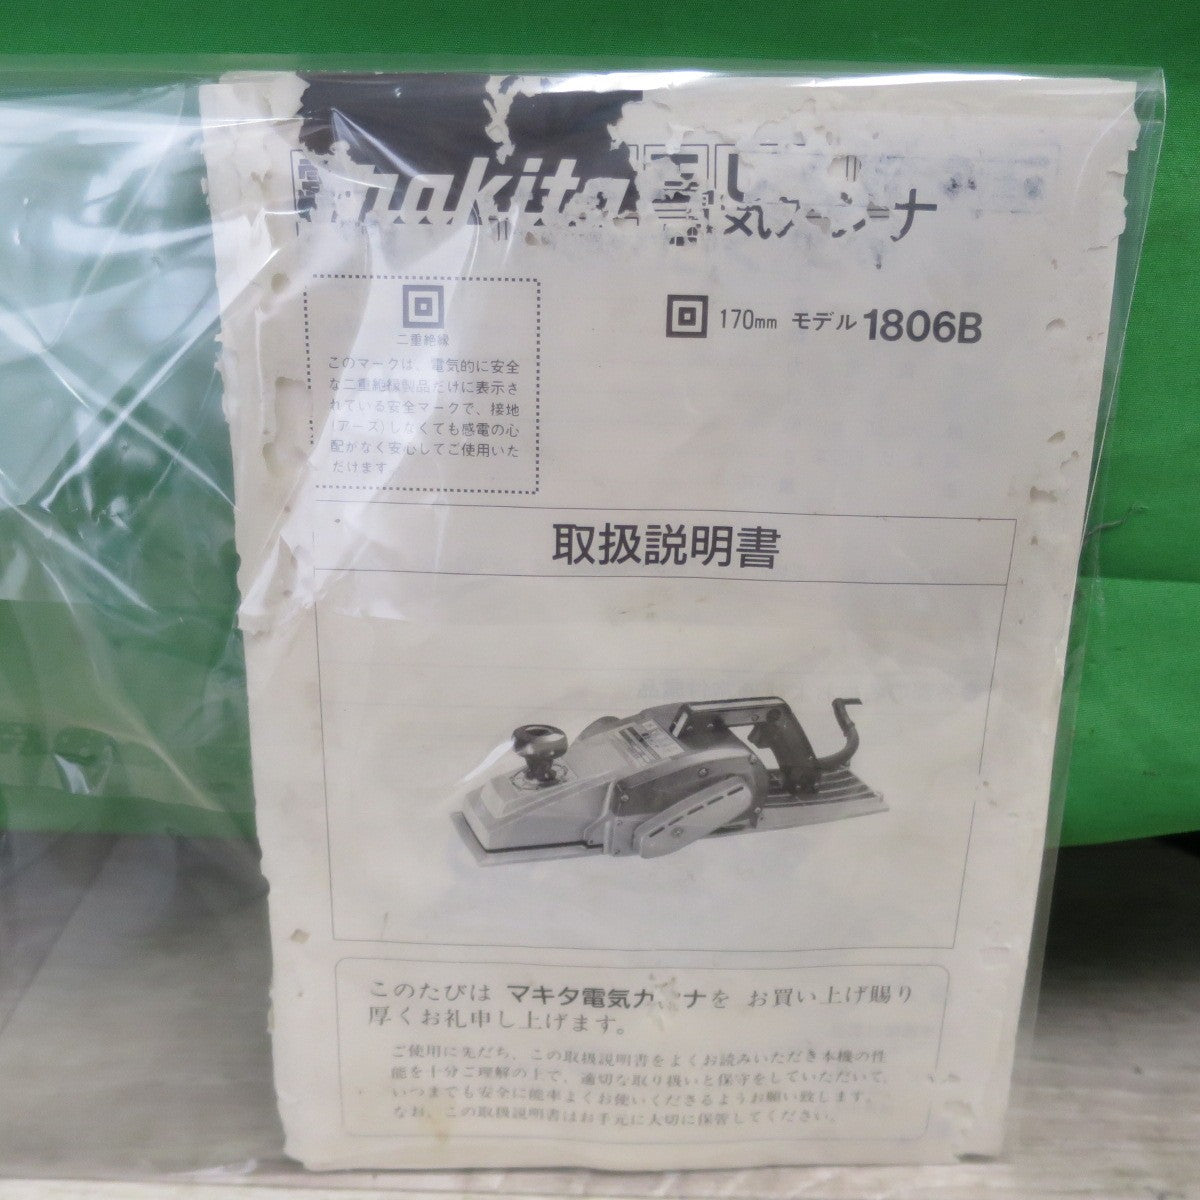 makita
170mm モデル 1806B
二重絶縁
このマークは、電気的に安全
な二重絶縁製品だけに表示さ
れている安全マークで、接地
(アース)しなくても感電の心
配がなく安心してご使用いた
だけます
取扱説明書
このたびは マキタ電気カンナを お買い上げ賜り
厚くお礼申し上げます。
ご使用に先だち、この取扱説明書をよくお読みいただき本機の性
能を十分ご理解の上で、適切な取り扱いと保守をしていただいて、
いつまでも安全に能率よくお使いくださるようお願い致します。
なお、この取扱説明書はお手元に大切に保管してください。